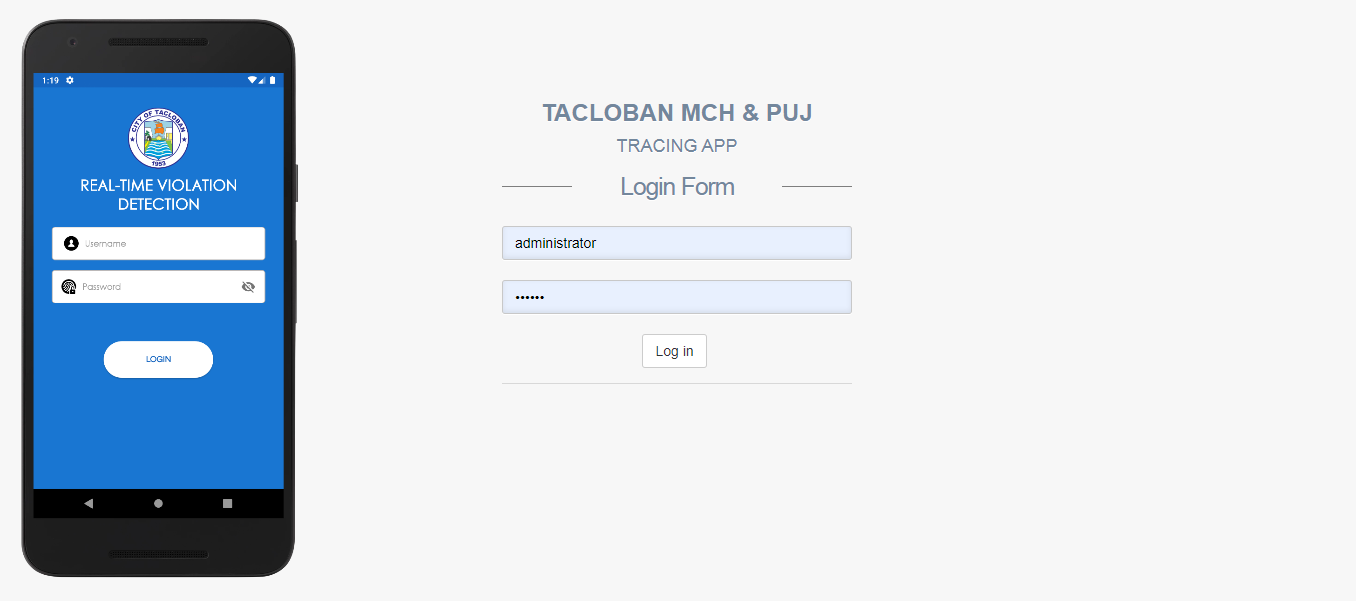 1:19
CITY OF TACLOBAN
1953
REAL-TIME VIOLATION
DETECTION
Username
Password
LOGIN
TACLOBAN MCH & PUJ
TRACING APP
Login Form
administrator
••••••
Log in